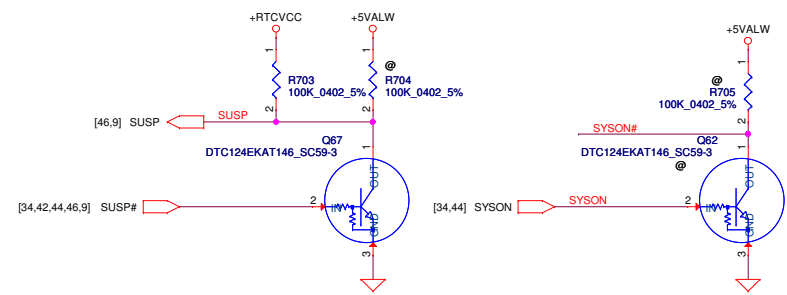 +RTCVCC
+5VALW
1
R703
100K_0402_5%
2
1
@
R704
100K_0402_5%
2
[46,9] SUSP
SUSP
Q67
DTC124EKAT146_SC59-3
1
OUT
[34,42,44,46,9] SUSP#
2
IN
GND
3
+5VALW
1
@
R705
100K_0402_5%
2
SYSON#
Q62
DTC124EKAT146_SC59-3
@
1
OUT
[34,44] SYSON
SYSON
2
IN
GND
3